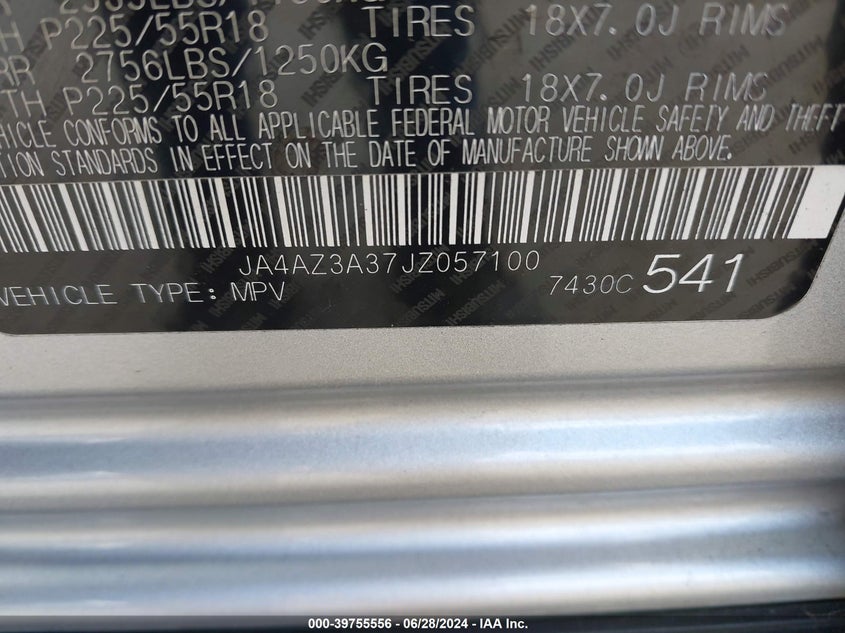 TH P225/55R18 TIRES 18X7.0J RIMS
RR 2756LBS/1250KG
TH P225/55R18 TIRES 18X7.0J RIMS
HICLE CONFORMS TO ALL APPLICABLE FEDERAL MOTOR VEHICLE SAFETY AND THEFT
TION STANDARDS IN EFFECT ON THE DATE OF MANUFACTURE SHOWN ABOVE.
JA4AZ3A37JZ057100
VEHICLE TYPE: MPV 7430C 541
MITSUBISHI
000-39755556 | 06/28/2024 | IAA Inc.